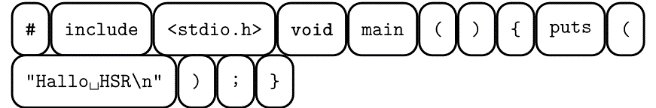 # include <stdio.h> void main ( ) { puts (
"Hallo␣HSR\n" ) ; }